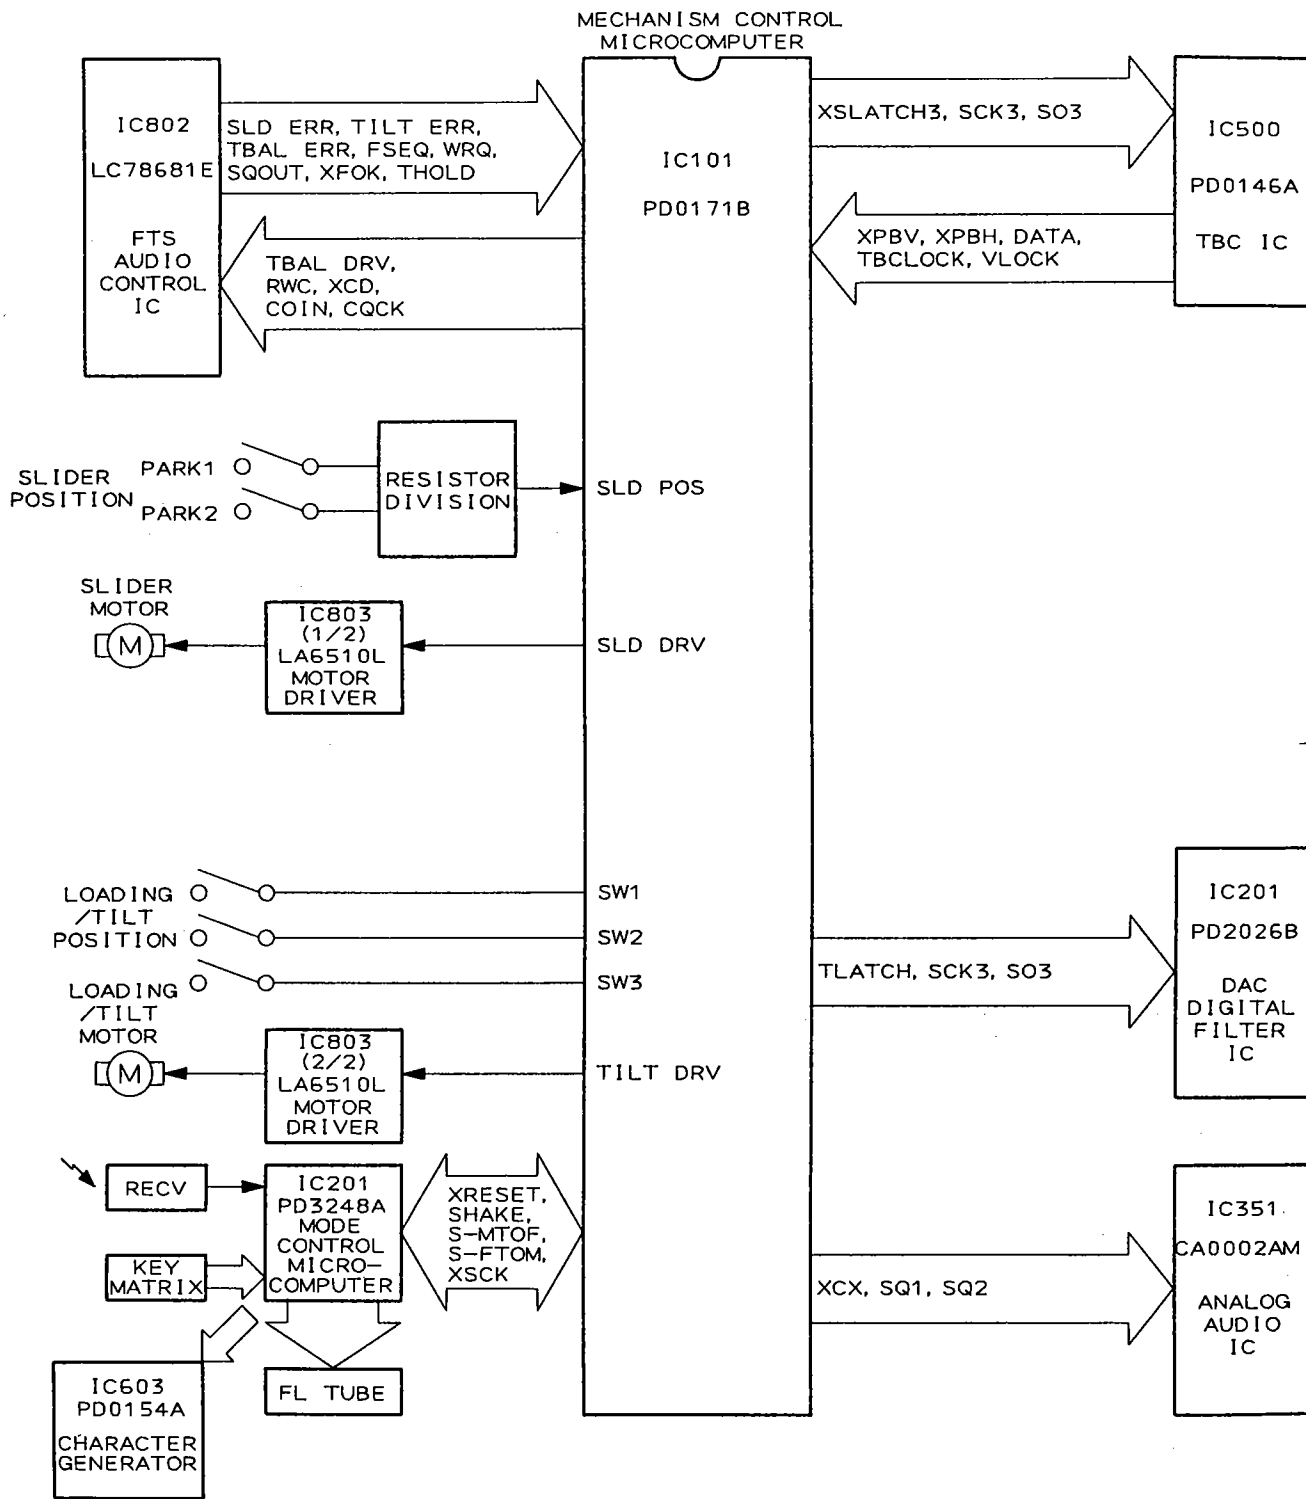 MECHANISM CONTROL
MICROCOMPUTER
IC802
LC78681E
FTS
AUDIO
CONTROL
IC
SLD ERR, TILT ERR,
TBAL ERR, FSEQ, WRQ,
SQOUT, XFOK, THOLD
TBAL DRV,
RWC, XCD,
COIN, CQCK
IC101
PD0171B
XSLATCH3, SCK3, SO3
XPBV, XPBH, DATA,
TBCLOCK, VLOCK
IC500
PD0146A
TBC IC
SLIDER
POSITION
PARK1
PARK2
RESISTOR
DIVISION
SLD POS
SLIDER
MOTOR
M
IC803
(1/2)
LA6510L
MOTOR
DRIVER
SLD DRV
LOADING
/TILT
POSITION
SW1
SW2
SW3
LOADING
/TILT
MOTOR
M
IC803
(2/2)
LA6510L
MOTOR
DRIVER
TILT DRV
TLATCH, SCK3, SO3
IC201
PD2026B
DAC
DIGITAL
FILTER
IC
RECV
KEY
MATRIX
IC201
PD3248A
MODE
CONTROL
MICRO-
COMPUTER
XRESET,
SHAKE,
S-MTOF,
S-FTOM,
XSCK
XCX, SQ1, SQ2
IC351
CA0002AM
ANALOG
AUDIO
IC
FL TUBE
IC603
PD0154A
CHARACTER
GENERATOR